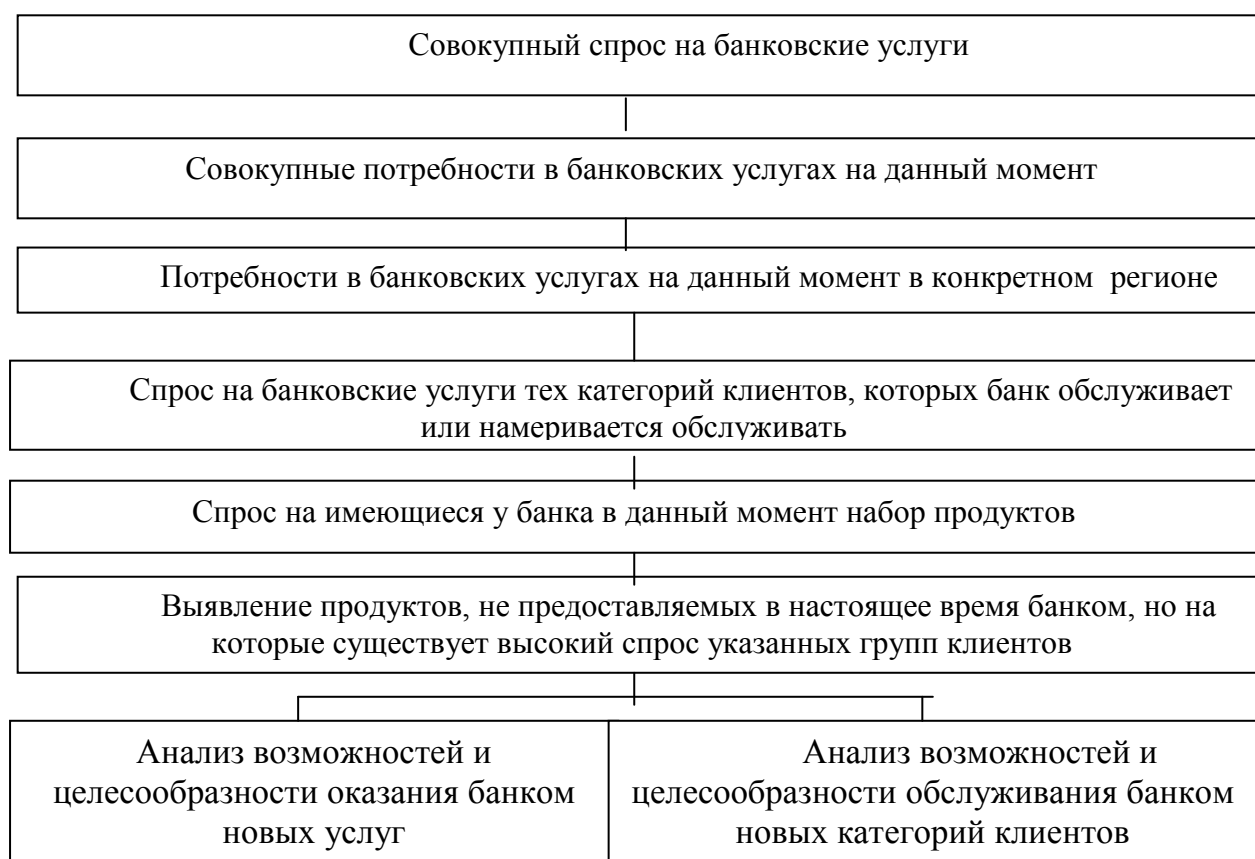 Совокупный спрос на банковские услуги
Совокупные потребности в банковских услугах на данный момент
Потребности в банковских услугах на данный момент в конкретном регионе
Спрос на банковские услуги тех категорий клиентов, которых банк обслуживает
или намеривается обслуживать
Спрос на имеющиеся у банка в данный момент набор продуктов
Выявление продуктов, не предоставляемых в настоящее время банком, но на
которые существует высокий спрос указанных групп клиентов
Анализ возможностей и
целесообразности оказания банком
новых услуг
Анализ возможностей и
целесообразности обслуживания банком
новых категорий клиентов